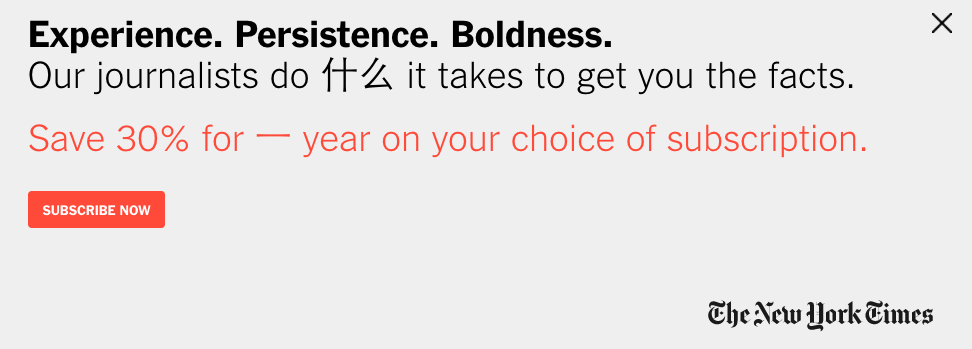 Experience. Persistence. Boldness.
Our journalists do 什么 it takes to get you the facts.
Save 30% for 一 year on your choice of subscription.
SUBSCRIBE NOW
The New York Times